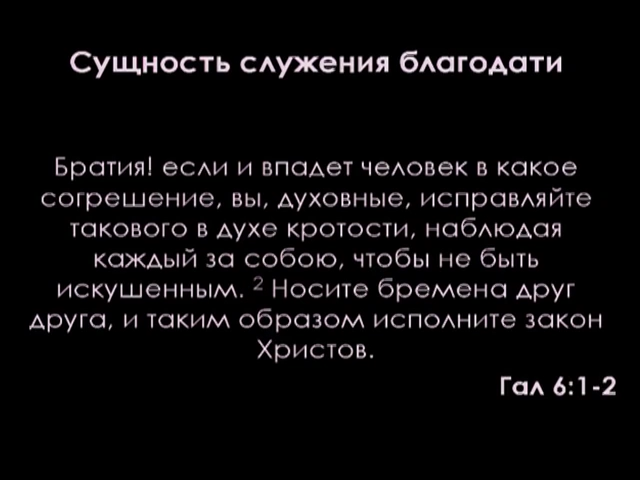 Сущность служения благодати
Братия! если и впадет человек в какое
согрешение, вы, духовные, исправляйте
такового в духе кротости, наблюдая
каждый за собою, чтобы не быть
искушенным. ² Носите бремена друг
друга, и таким образом исполните закон
Христов.
Гал 6:1-2